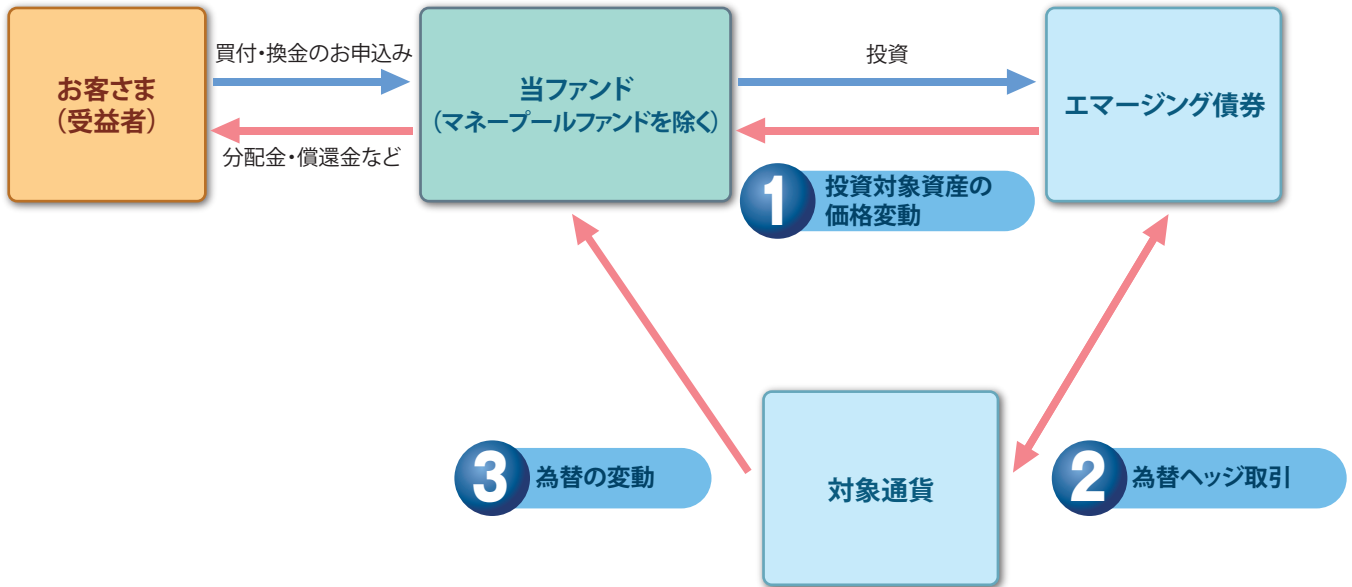 お客さま
(受益者)
買付・換金のお申込み
分配金・償還金など
当ファンド
(マネープールファンドを除く)
投資
エマージング債券
1
投資対象資産の
価格変動
3
為替の変動
対象通貨
2
為替ヘッジ取引